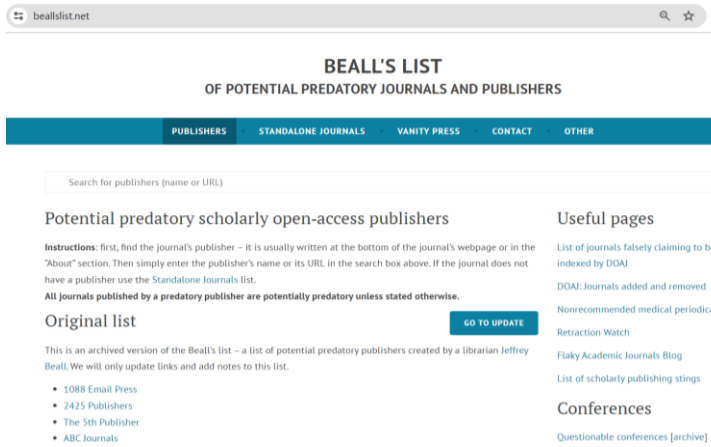 beallslist.net
BEALL'S LIST
OF POTENTIAL PREDATORY JOURNALS AND PUBLISHERS
PUBLISHERS STANDALONE JOURNALS VANITY PRESS CONTACT OTHER
Search for publishers (name or URL)
Potential predatory scholarly open-access publishers
Instructions: first, find the journal's publisher – it is usually written at the bottom of the journal's webpage or in the
"About" section. Then simply enter the publisher's name or its URL in the search box above. If the journal does not
have a publisher use the Standalone Journals list.
All journals published by a predatory publisher are potentially predatory unless stated otherwise.
Original list
GO TO UPDATE
This is an archived version of the Beall's list – a list of potential predatory publishers created by a librarian Jeffrey
Beall. We will only update links and add notes to this list.
• 1088 Email Press
• 2425 Publishers
• The 5th Publisher
• ABC Journals
Useful pages
List of journals falsely claiming to b
indexed by DOAJ
DOAJ: Journals added and removed
Nonrecommended medical periodica
Retraction Watch
Flaky Academic Journals Blog
List of scholarly publishing stings
Conferences
Questionable conferences [archive]